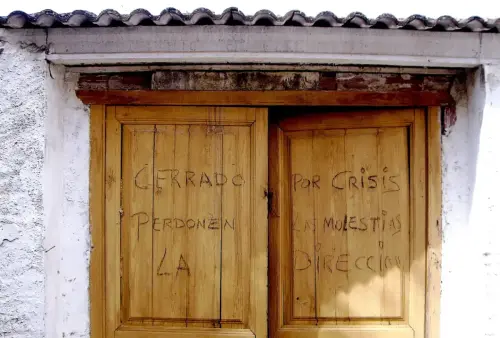 CERRADO POR CRISIS
PERDONEN LAS MOLESTIAS
LA DIRECCION